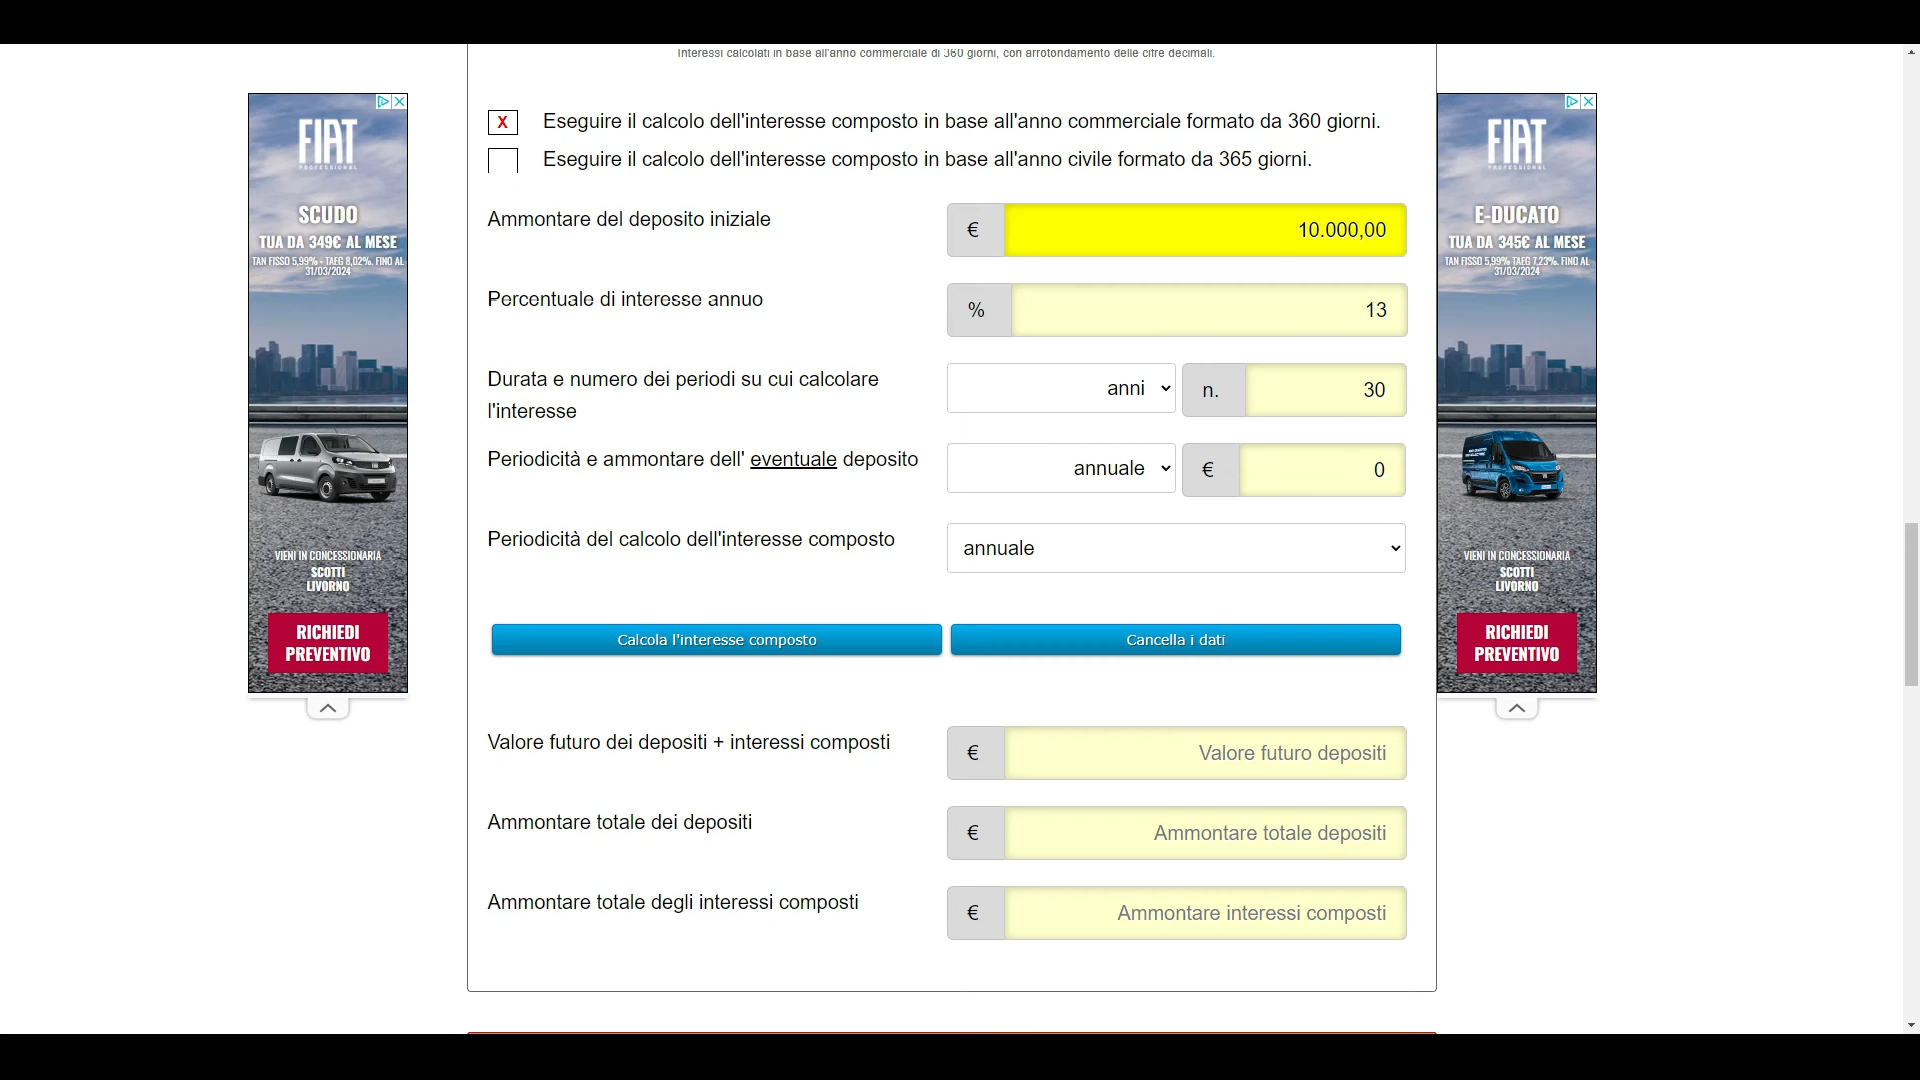 Interessi calcolati in base all'anno commerciale di 360 giorni, con arrotondamento delle cifre decimali.
X Eseguire il calcolo dell'interesse composto in base all'anno commerciale formato da 360 giorni.
Eseguire il calcolo dell'interesse composto in base all'anno civile formato da 365 giorni.
Ammontare del deposito iniziale
€ 10.000,00
Percentuale di interesse annuo
% 13
Durata e numero dei periodi su cui calcolare
l'interesse
anni n. 30
Periodicità e ammontare dell' eventuale deposito
annuale € 0
Periodicità del calcolo dell'interesse composto
annuale
Calcola l'interesse composto
Cancella i dati
Valore futuro dei depositi + interessi composti
€ Valore futuro depositi
Ammontare totale dei depositi
€ Ammontare totale depositi
Ammontare totale degli interessi composti
€ Ammontare interessi composti
FIAT
PROFESSIONAL
SCUDO
TUA DA 349€ AL MESE
TAN FISSO 5,99% - TAEG 8,02%. FINO AL
31/03/2024
VIENI IN CONCESSIONARIA
SCOTTI
LIVORNO
RICHIEDI
PREVENTIVO
FIAT
PROFESSIONAL
E-DUCATO
TUA DA 345€ AL MESE
TAN FISSO 5,99% TAEG 7,23%. FINO AL
31/03/2024
VIENI IN CONCESSIONARIA
SCOTTI
LIVORNO
RICHIEDI
PREVENTIVO